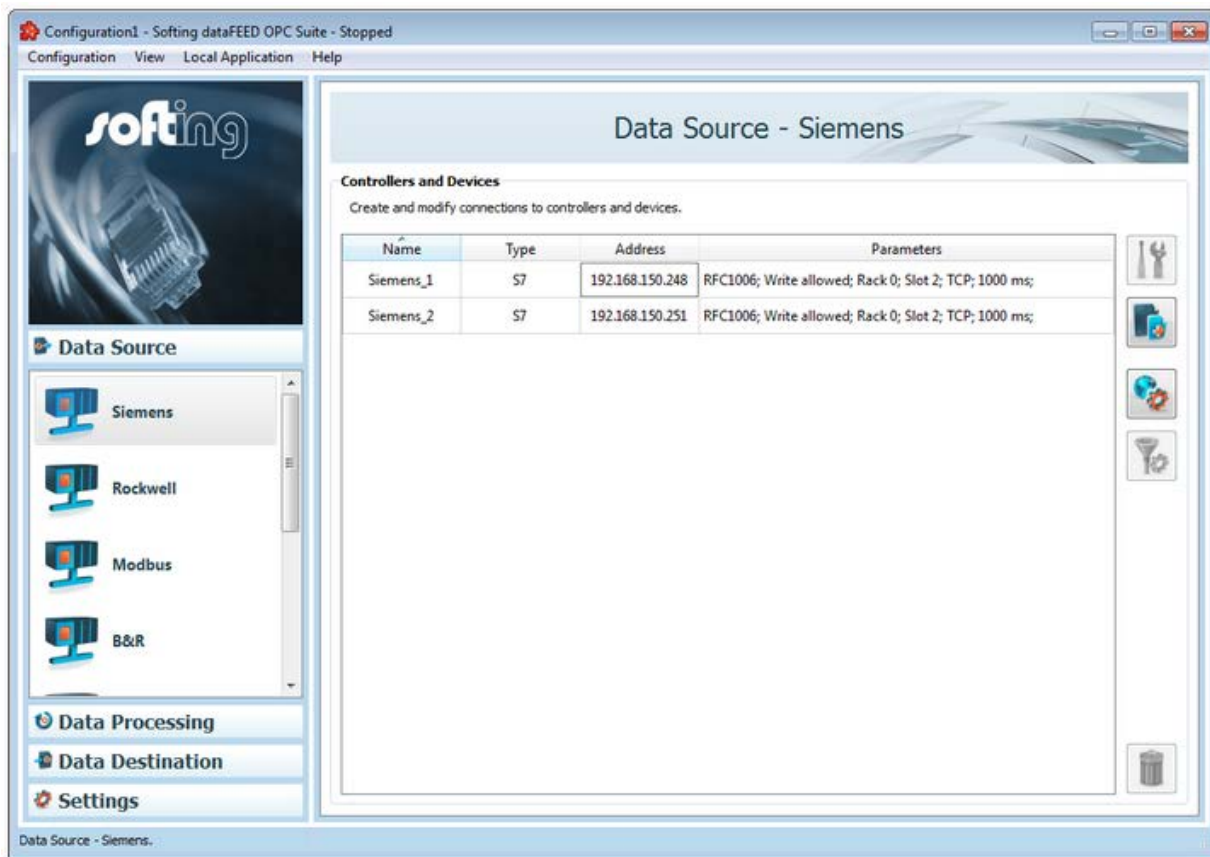 Configuration1 - Softing dataFEED OPC Suite - Stopped
Configuration View Local Application Help
softing
Data Source - Siemens
Controllers and Devices
Create and modify connections to controllers and devices.
Name Type Address Parameters
Siemens_1 S7 192.168.150.248 RFC1006; Write allowed; Rack 0; Slot 2; TCP; 1000 ms;
Siemens_2 S7 192.168.150.251 RFC1006; Write allowed; Rack 0; Slot 2; TCP; 1000 ms;
Data Source
Siemens
Rockwell
Modbus
B&R
Data Processing
Data Destination
Settings
Data Source - Siemens.